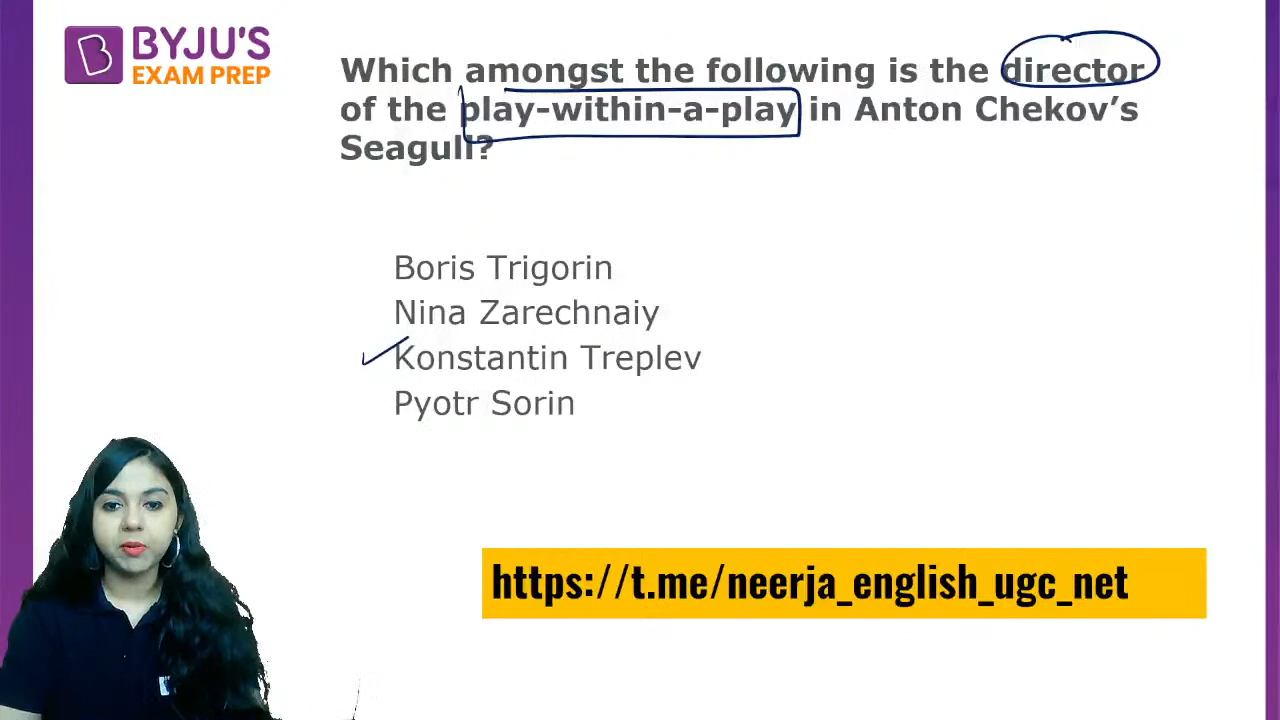 BYJU'S
EXAM PREP
Which amongst the following is the director
of the play-within-a-play in Anton Chekov’s
Seagull?
Boris Trigorin
Nina Zarechnaiy
Konstantin Treplev
Pyotr Sorin
https://t.me/neerja_english_ugc_net